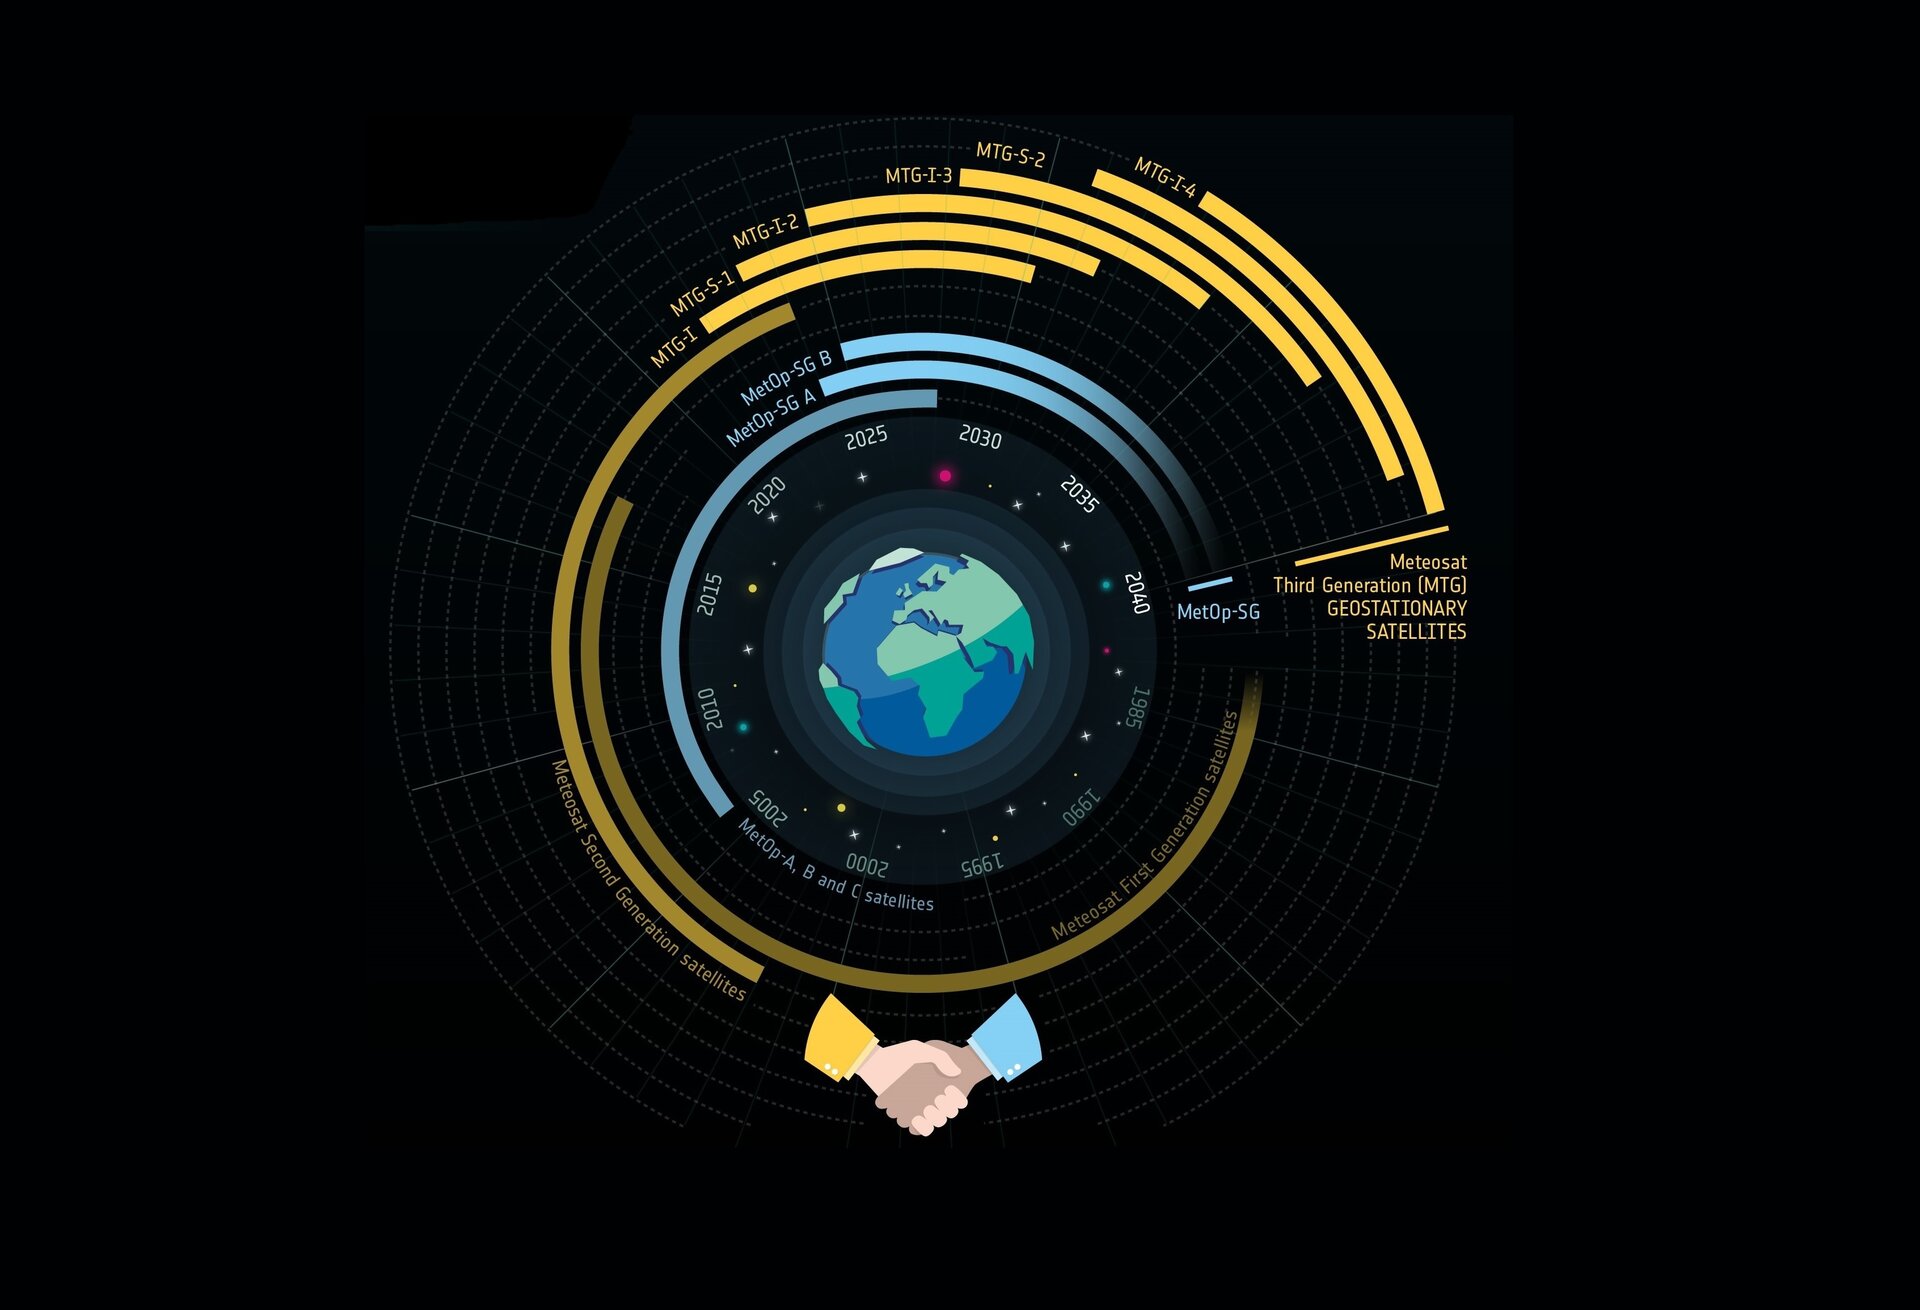 MTG-S-2
MTG-I-4
MTG-I-3
MTG-I-2
MTG-S-1
MTG-I
MetOp-SG B
MetOp-SG A
2025
2030
2020
2035
2015
2040
2010
1985
2005
1990
2000
1995
MetOp-SG
Meteosat
Third Generation (MTG)
GEOSTATIONARY
SATELLITES
Meteosat First Generation satellites
Meteosat Second Generation satellites
MetOp-A, B and C satellites